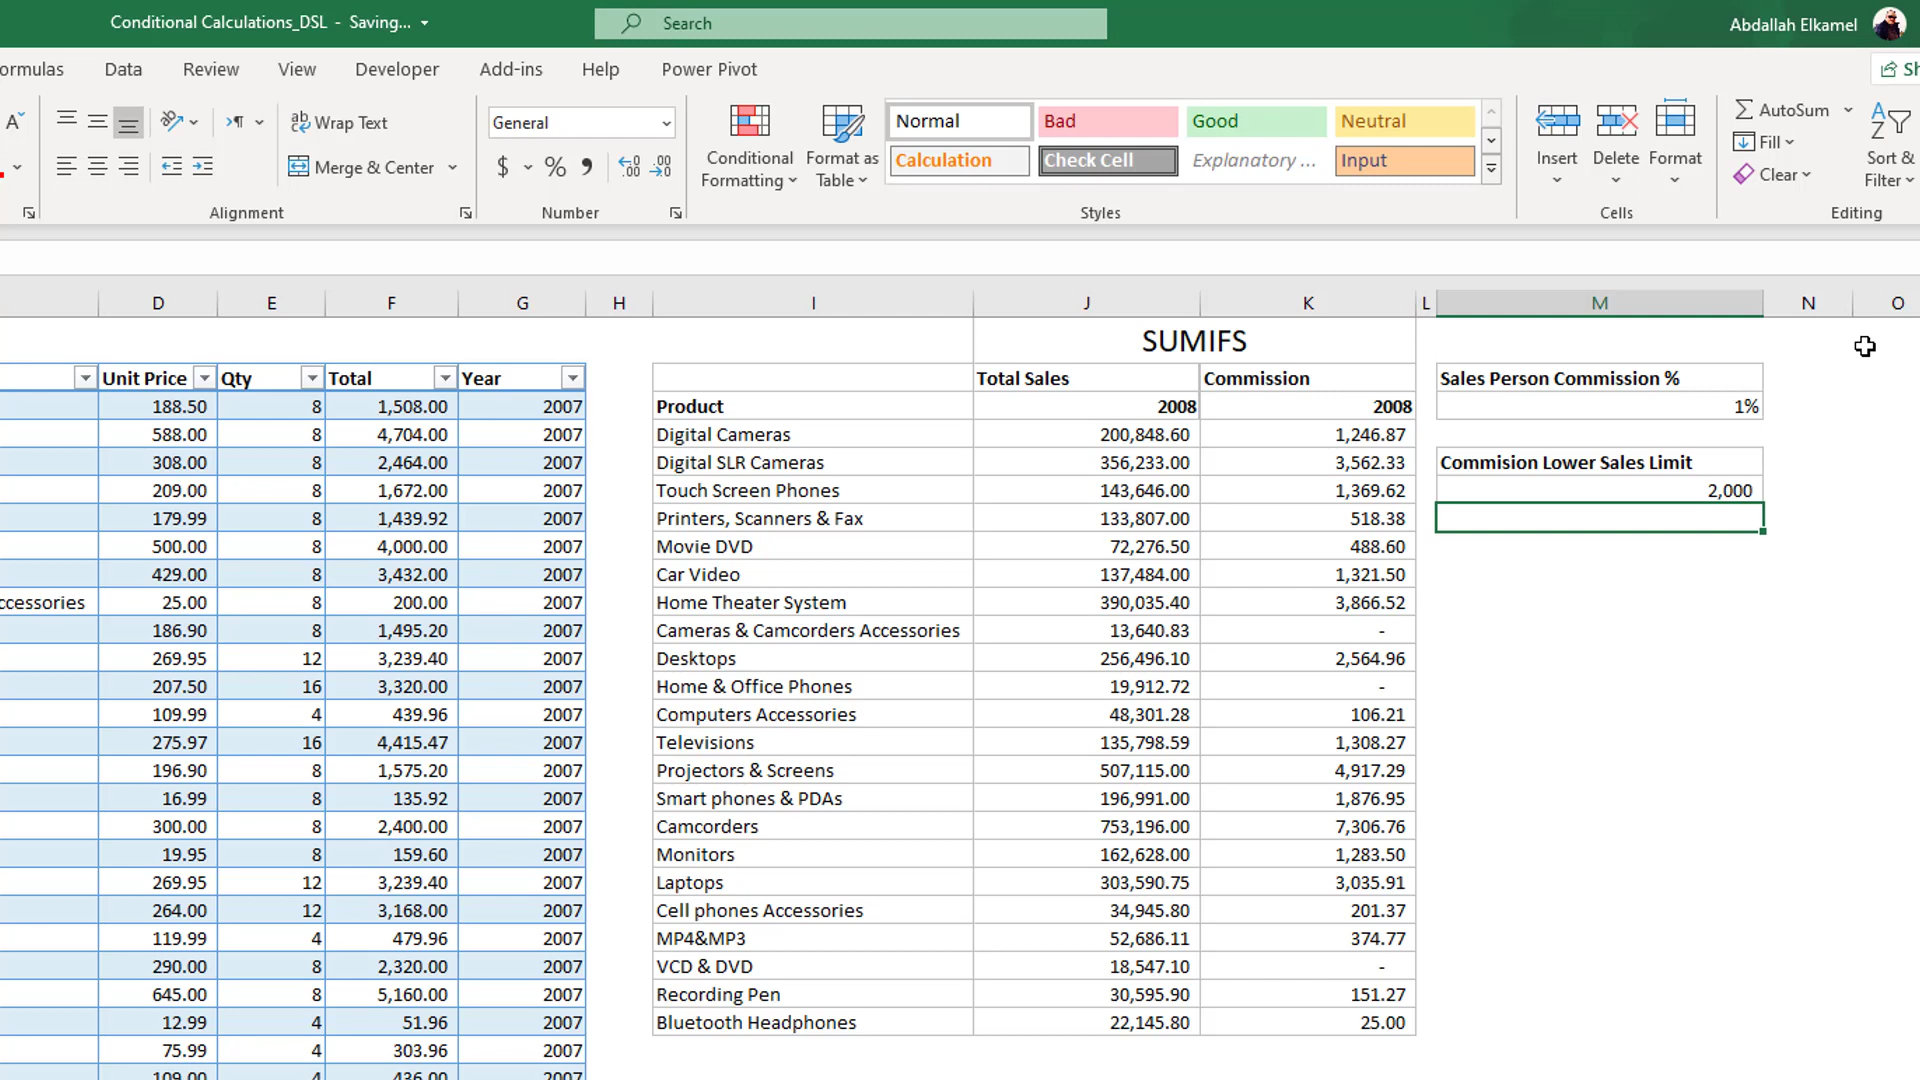 Conditional Calculations_DSL - Saving...
Search
Abdallah Elkamel
ormulas Data Review View Developer Add-ins Help Power Pivot
Sh
Wrap Text
General
Merge & Center
$ % 9
Conditional Formatting
Format as Table
Normal Bad Good Neutral
Calculation Check Cell Explanatory ... Input
Insert Delete Format
AutoSum
Fill
Clear
Sort & Filter
Alignment Number Styles Cells Editing
D E F G H I J K L M N O
SUMIFS
Unit Price Qty Total Year Total Sales Commission Sales Person Commission %
188.50 8 1,508.00 2007 Product 2008 2008 1%
588.00 8 4,704.00 2007 Digital Cameras 200,848.60 1,246.87
308.00 8 2,464.00 2007 Digital SLR Cameras 356,233.00 3,562.33 Commision Lower Sales Limit
209.00 8 1,672.00 2007 Touch Screen Phones 143,646.00 1,369.62 2,000
179.99 8 1,439.92 2007 Printers, Scanners & Fax 133,807.00 518.38
500.00 8 4,000.00 2007 Movie DVD 72,276.50 488.60
429.00 8 3,432.00 2007 Car Video 137,484.00 1,321.50
ccessories 25.00 8 200.00 2007 Home Theater System 390,035.40 3,866.52
186.90 8 1,495.20 2007 Cameras & Camcorders Accessories 13,640.83 -
269.95 12 3,239.40 2007 Desktops 256,496.10 2,564.96
207.50 16 3,320.00 2007 Home & Office Phones 19,912.72 -
109.99 4 439.96 2007 Computers Accessories 48,301.28 106.21
275.97 16 4,415.47 2007 Televisions 135,798.59 1,308.27
196.90 8 1,575.20 2007 Projectors & Screens 507,115.00 4,917.29
16.99 8 135.92 2007 Smart phones & PDAs 196,991.00 1,876.95
300.00 8 2,400.00 2007 Camcorders 753,196.00 7,306.76
19.95 8 159.60 2007 Monitors 162,628.00 1,283.50
269.95 12 3,239.40 2007 Laptops 303,590.75 3,035.91
264.00 12 3,168.00 2007 Cell phones Accessories 34,945.80 201.37
119.99 4 479.96 2007 MP4&MP3 52,686.11 374.77
290.00 8 2,320.00 2007 VCD & DVD 18,547.10 -
645.00 8 5,160.00 2007 Recording Pen 30,595.90 151.27
12.99 4 51.96 2007 Bluetooth Headphones 22,145.80 25.00
75.99 4 303.96 2007
109.00 4 436.00 2007